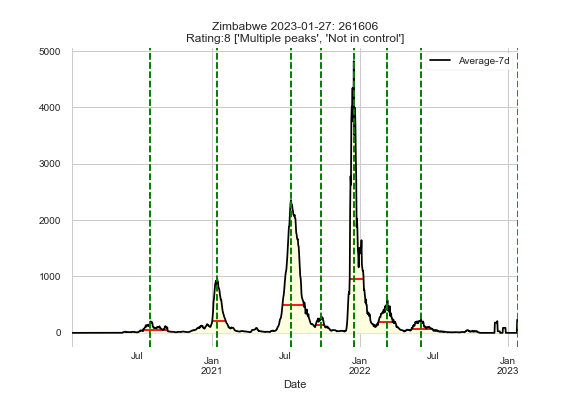 Zimbabwe 2023-01-27: 261606
Rating:8 ['Multiple peaks', 'Not in control']
Average-7d
5000
4000
3000
2000
1000
0
Jul
Jan
2021
Jul
Jan
2022
Jul
Jan
2023
Date